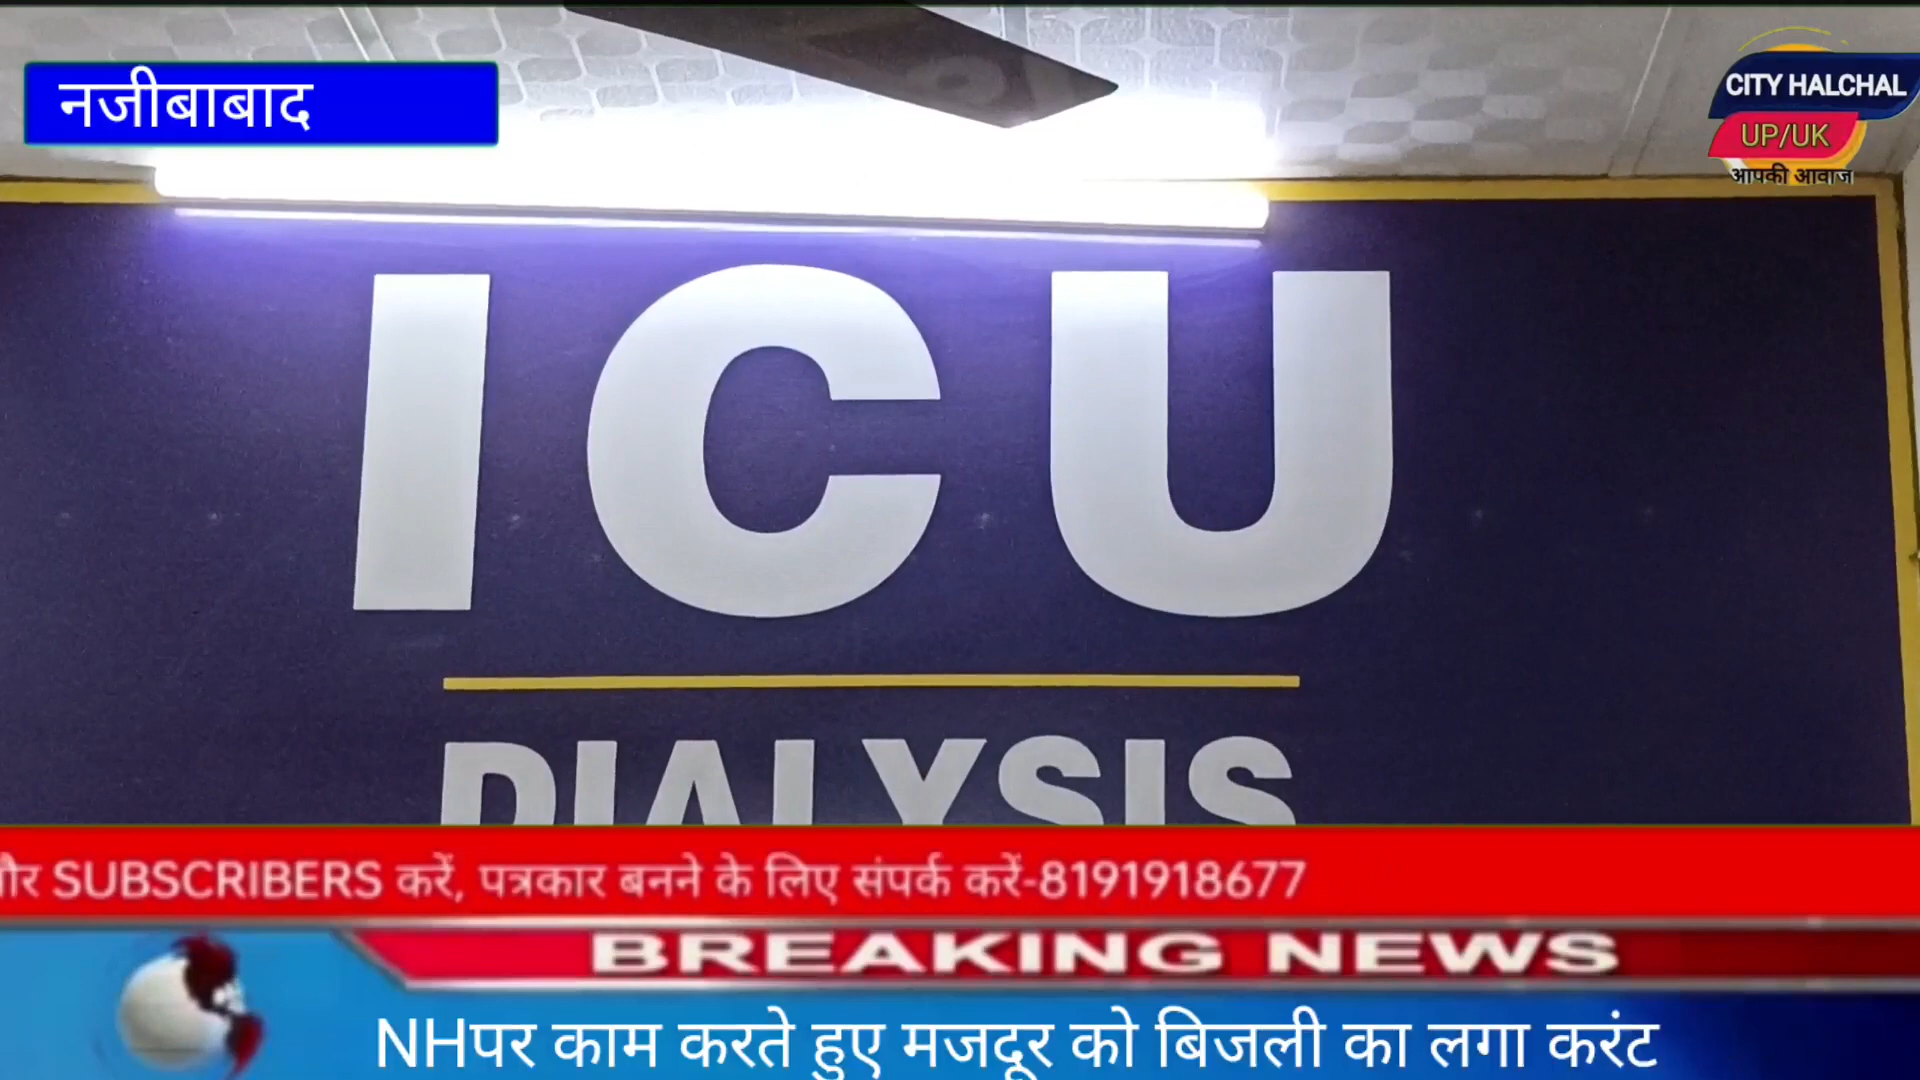 नजीबाबाद
CITY HALCHAL
UP/UK
आपकी आवाज
ICU
DIALYSIS
और SUBSCRIBERS करें, पत्रकार बनने के लिए संपर्क करें-8191918677
BREAKING NEWS
NHपर काम करते हुए मजदूर को बिजली का लगा करंट